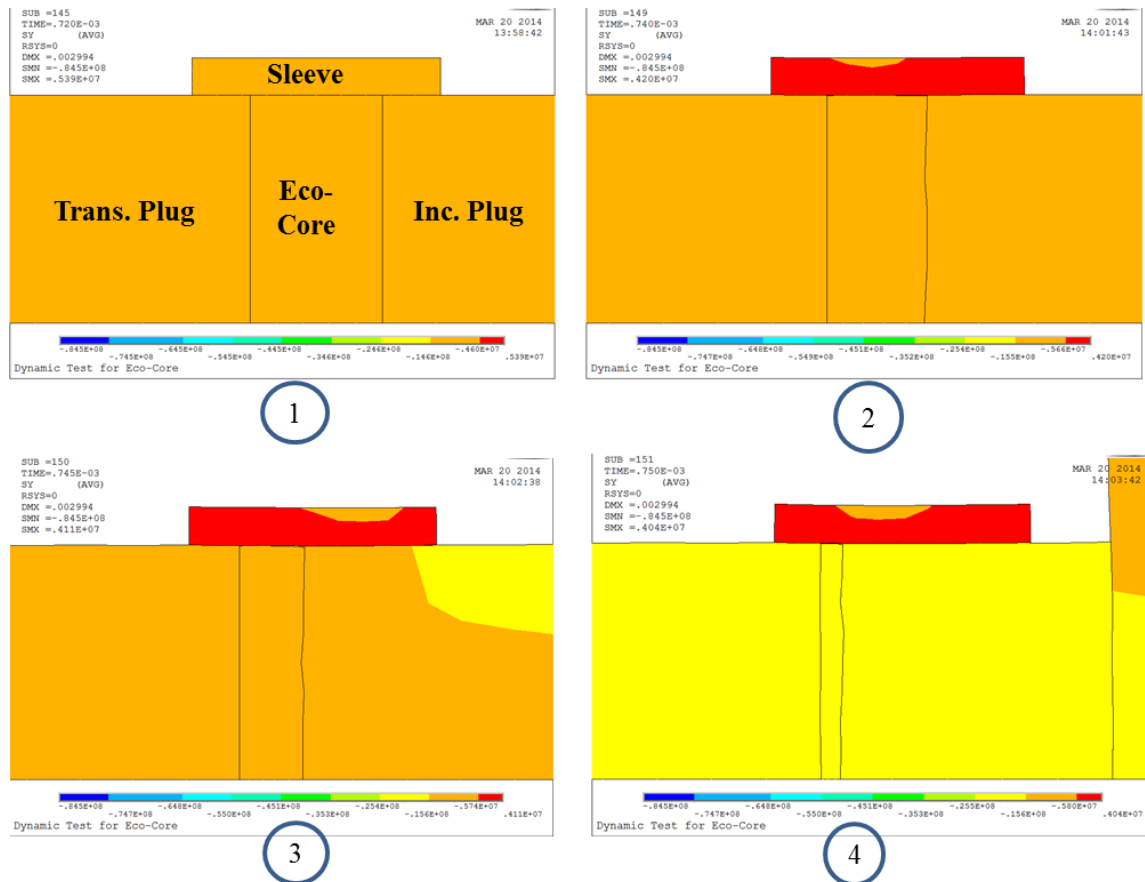 SUB =145
TIME=.720E-03
SY (AVG)
RSYS=0
DMX =.002994
SMN =-.845E+08
SMX =.539E+07
MAR 20 2014
13:58:42
Sleeve
Trans. Plug
Eco-
Core
Inc. Plug
-.845E+08 -.645E+08 -.445E+08 -.246E+08 -.460E+07
-.745E+08 -.545E+08 -.346E+08 -.146E+08 .539E+07
Dynamic Test for Eco-Core
1
SUB =149
TIME=.740E-03
SY (AVG)
RSYS=0
DMX =.002994
SMN =-.845E+08
SMX =.420E+07
MAR 20 2014
14:01:43
-.845E+08 -.648E+08 -.451E+08 -.254E+08 -.566E+07
-.747E+08 -.549E+08 -.352E+08 -.155E+08 .420E+07
Dynamic Test for Eco-Core
2
SUB =150
TIME=.745E-03
SY (AVG)
RSYS=0
DMX =.002994
SMN =-.845E+08
SMX =.411E+07
MAR 20 2014
14:02:38
-.845E+08 -.648E+08 -.451E+08 -.254E+08 -.574E+07
-.747E+08 -.550E+08 -.353E+08 -.156E+08 .411E+07
Dynamic Test for Eco-Core
3
SUB =151
TIME=.750E-03
SY (AVG)
RSYS=0
DMX =.002994
SMN =-.845E+08
SMX =.404E+07
MAR 20 2014
14:03:42
-.845E+08 -.648E+08 -.451E+08 -.255E+08 -.580E+07
-.747E+08 -.550E+08 -.353E+08 -.156E+08 .404E+07
Dynamic Test for Eco-Core
4